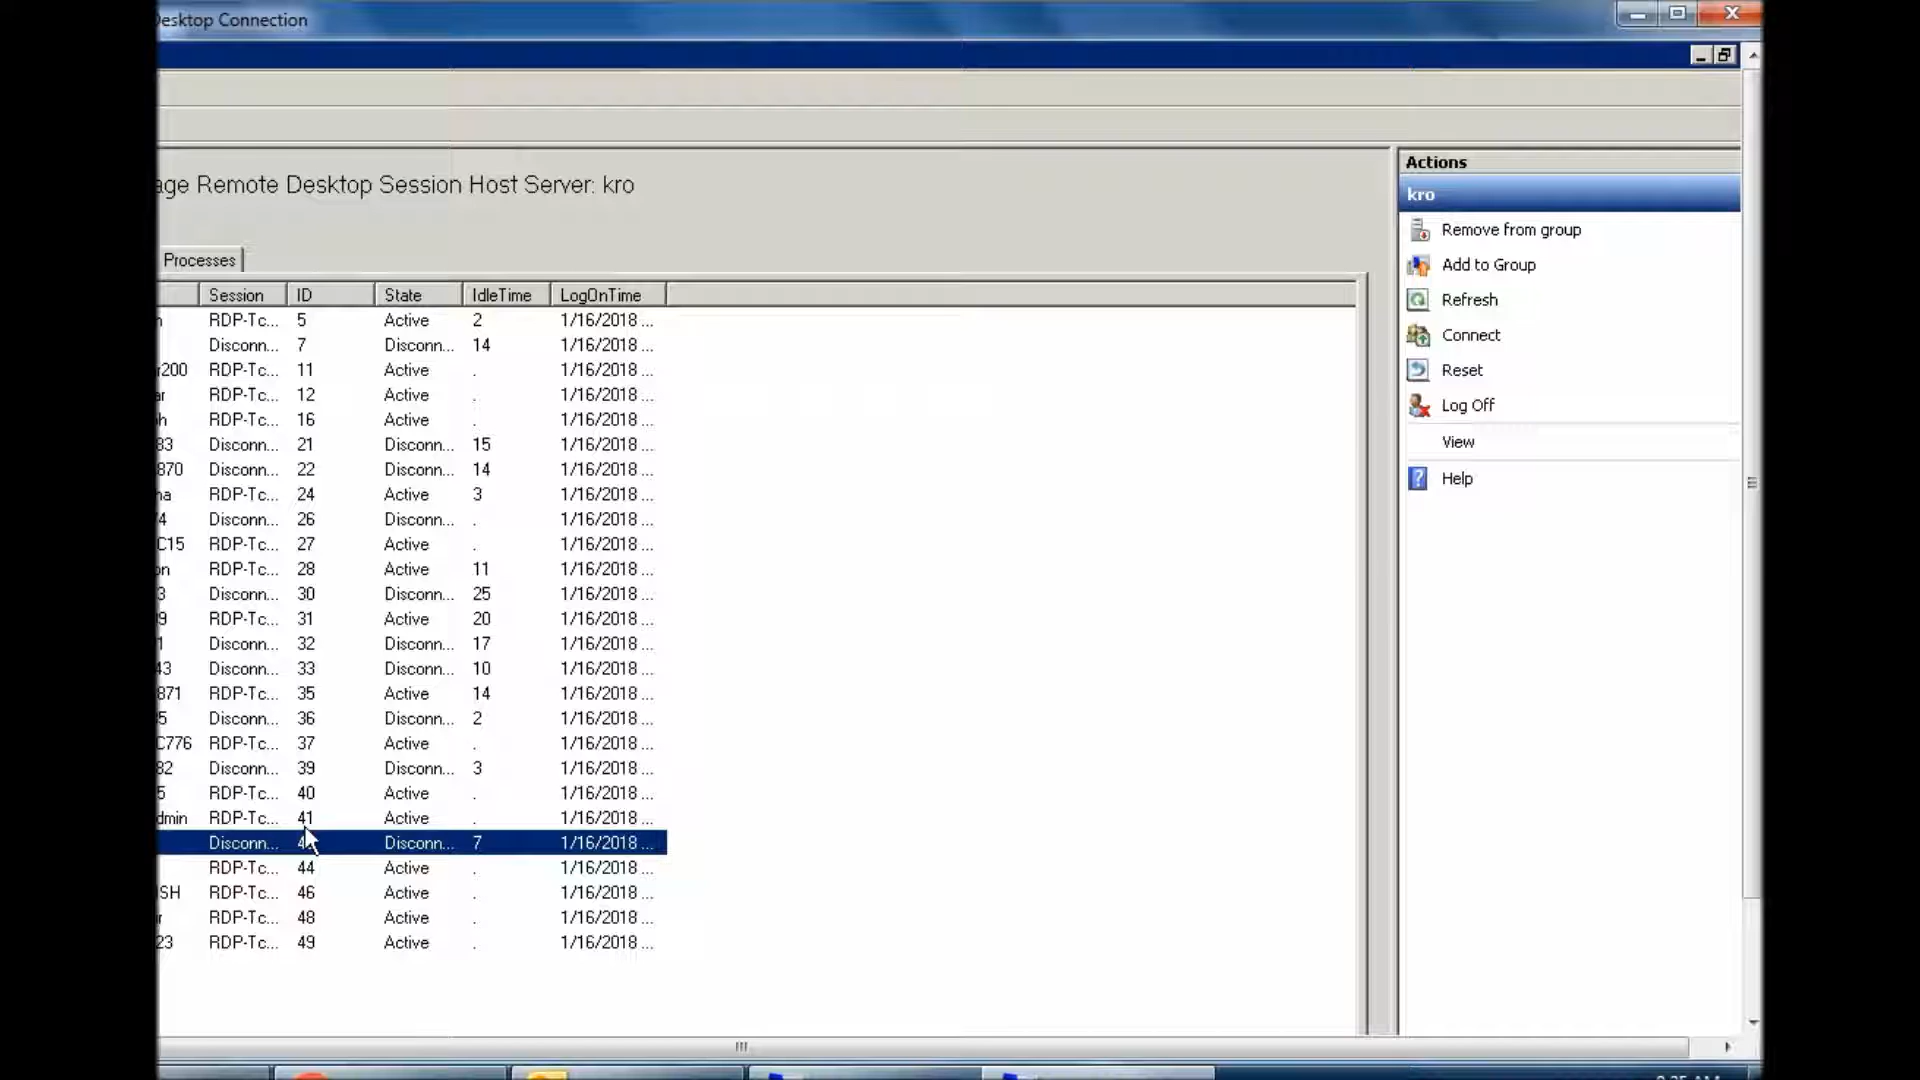 Desktop Connection
age Remote Desktop Session Host Server: kro
Processes
Session ID State IdleTime LogOnTime
RDP-Tc... 5 Active 2 1/16/2018 ...
Disconn... 7 Disconn... 14 1/16/2018 ...
r200 RDP-Tc... 11 Active . 1/16/2018 ...
ar RDP-Tc... 12 Active . 1/16/2018 ...
h RDP-Tc... 16 Active . 1/16/2018 ...
83 Disconn... 21 Disconn... 15 1/16/2018 ...
870 Disconn... 22 Disconn... 14 1/16/2018 ...
na RDP-Tc... 24 Active 3 1/16/2018 ...
4 Disconn... 26 Disconn... . 1/16/2018 ...
C15 RDP-Tc... 27 Active . 1/16/2018 ...
on RDP-Tc... 28 Active 11 1/16/2018 ...
3 Disconn... 30 Disconn... 25 1/16/2018 ...
9 RDP-Tc... 31 Active 20 1/16/2018 ...
1 Disconn... 32 Disconn... 17 1/16/2018 ...
43 Disconn... 33 Disconn... 10 1/16/2018 ...
871 RDP-Tc... 35 Active 14 1/16/2018 ...
5 Disconn... 36 Disconn... 2 1/16/2018 ...
C776 RDP-Tc... 37 Active . 1/16/2018 ...
82 Disconn... 39 Disconn... 3 1/16/2018 ...
5 RDP-Tc... 40 Active . 1/16/2018 ...
dmin RDP-Tc... 41 Active . 1/16/2018 ...
Disconn... Disconn... 7 1/16/2018 ...
RDP-Tc... 44 Active . 1/16/2018 ...
SH RDP-Tc... 46 Active . 1/16/2018 ...
r RDP-Tc... 48 Active . 1/16/2018 ...
23 RDP-Tc... 49 Active . 1/16/2018 ...
Actions
kro
Remove from group
Add to Group
Refresh
Connect
Reset
Log Off
View
Help